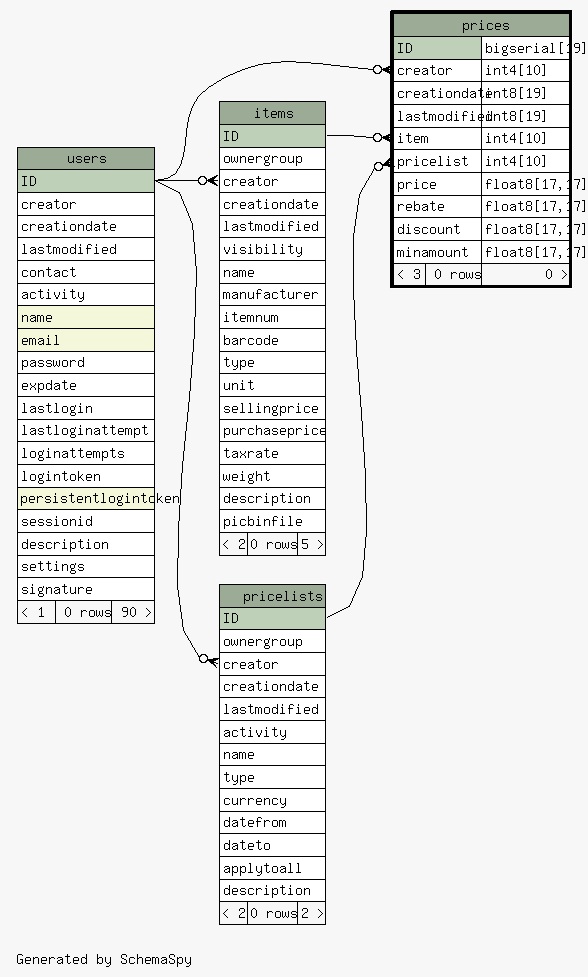 prices
ID bigserial[19]
creator int4[10]
creationdate int8[19]
lastmodified int8[19]
item int4[10]
pricelist int4[10]
price float8[17,17]
rebate float8[17,17]
discount float8[17,17]
minamount float8[17,17]
< 3 0 rows 0 >
items
ID
ownergroup
creator
creationdate
lastmodified
visibility
name
manufacturer
itemnum
barcode
type
unit
sellingprice
purchaseprice
taxrate
weight
description
picbinfile
< 2 0 rows 5 >
users
ID
creator
creationdate
lastmodified
contact
activity
name
email
password
expdate
lastlogin
lastloginattempt
loginattempts
logintoken
persistentlogintoken
sessionid
description
settings
signature
< 1 0 rows 90 >
pricelists
ID
ownergroup
creator
creationdate
lastmodified
activity
name
type
currency
datefrom
dateto
applytoall
description
< 2 0 rows 2 >
Generated by SchemaSpy